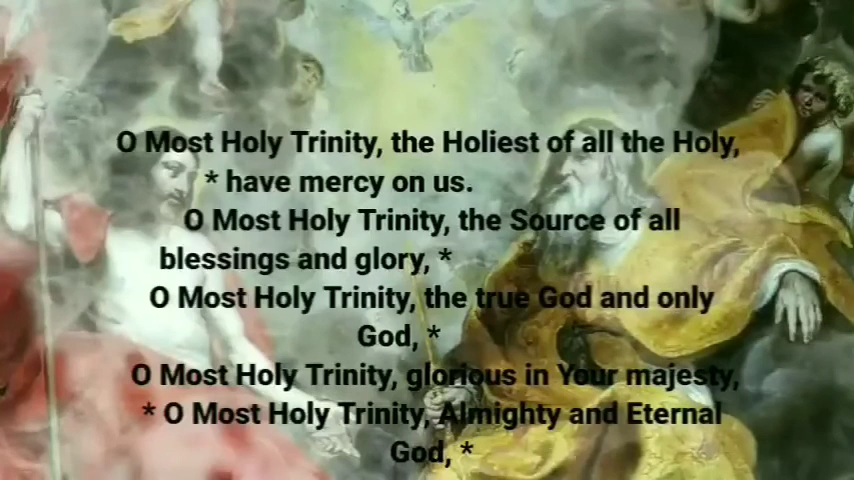 O Most Holy Trinity, the Holiest of all the Holy,
* have mercy on us.
O Most Holy Trinity, the Source of all
blessings and glory, *
O Most Holy Trinity, the true God and only
God, *
O Most Holy Trinity, glorious in Your majesty,
* O Most Holy Trinity, Almighty and Eternal
God, *